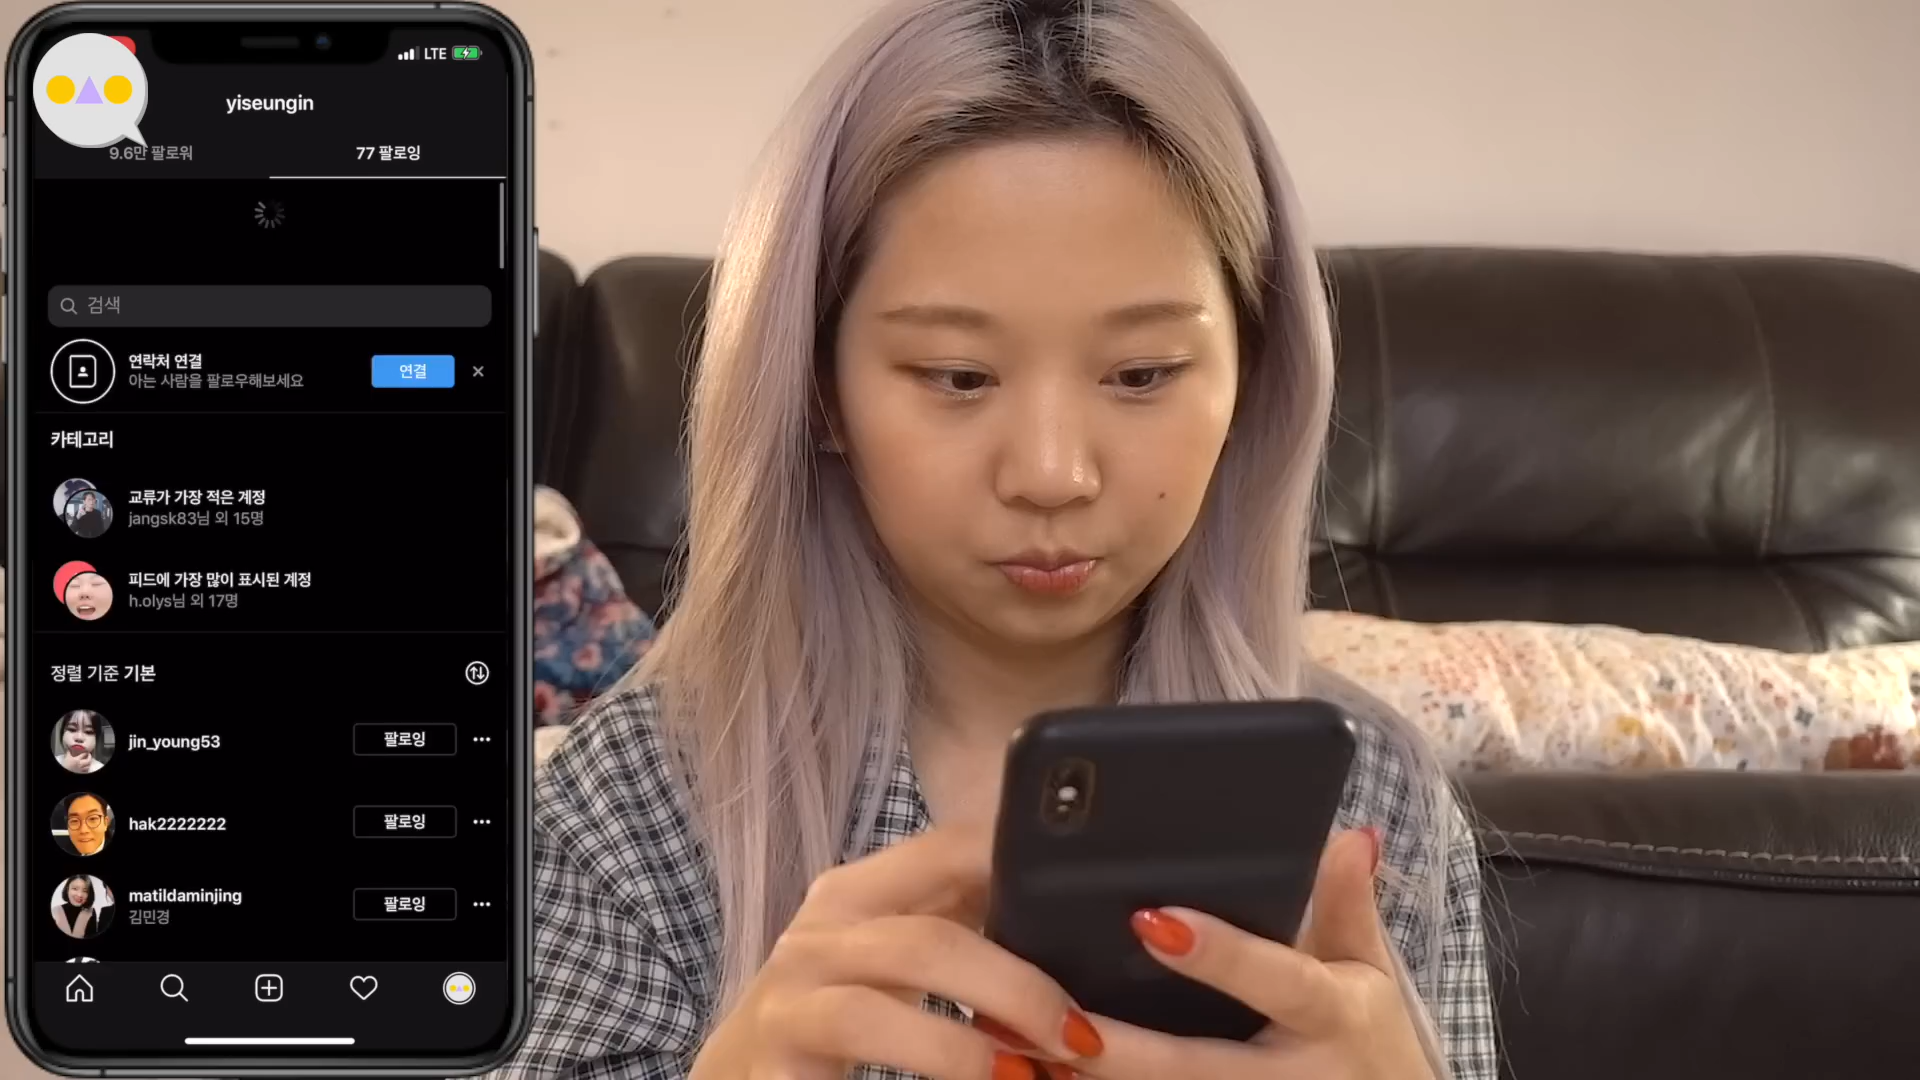 LTE
yiseungin
9.6만 팔로워
77 팔로잉
검색
연락처 연결
아는 사람을 팔로우해보세요
연결
카테고리
교류가 가장 적은 계정
jangsk83님 외 15명
피드에 가장 많이 표시된 계정
h.olys님 외 17명
정렬 기준 기본
jin_young53
팔로잉
hak2222222
팔로잉
matildaminjing
김민경
팔로잉